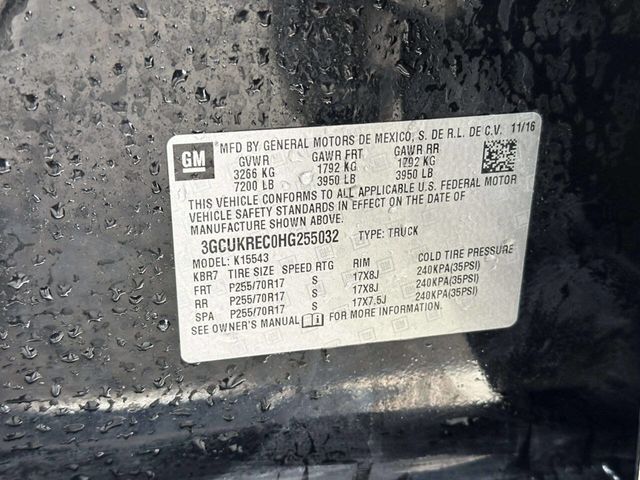 GM
MFD BY GENERAL MOTORS DE MEXICO, S. DE R.L. DE C.V. 11/16
GVWR GAWR FRT GAWR RR
3266 KG 1792 KG 1792 KG
7200 LB 3950 LB 3950 LB
THIS VEHICLE CONFORMS TO ALL APPLICABLE U.S. FEDERAL MOTOR
VEHICLE SAFETY STANDARDS IN EFFECT ON THE DATE OF
MANUFACTURE SHOWN ABOVE.
3GCUKREC0HG255032 TYPE: TRUCK
MODEL: K15543
KBR7 TIRE SIZE SPEED RTG RIM COLD TIRE PRESSURE
FRT P255/70R17 S 17X8J 240KPA(35PSI)
RR P255/70R17 S 17X8J 240KPA(35PSI)
SPA P255/70R17 S 17X7.5J 240KPA(35PSI)
SEE OWNER'S MANUAL i FOR MORE INFORMATION.